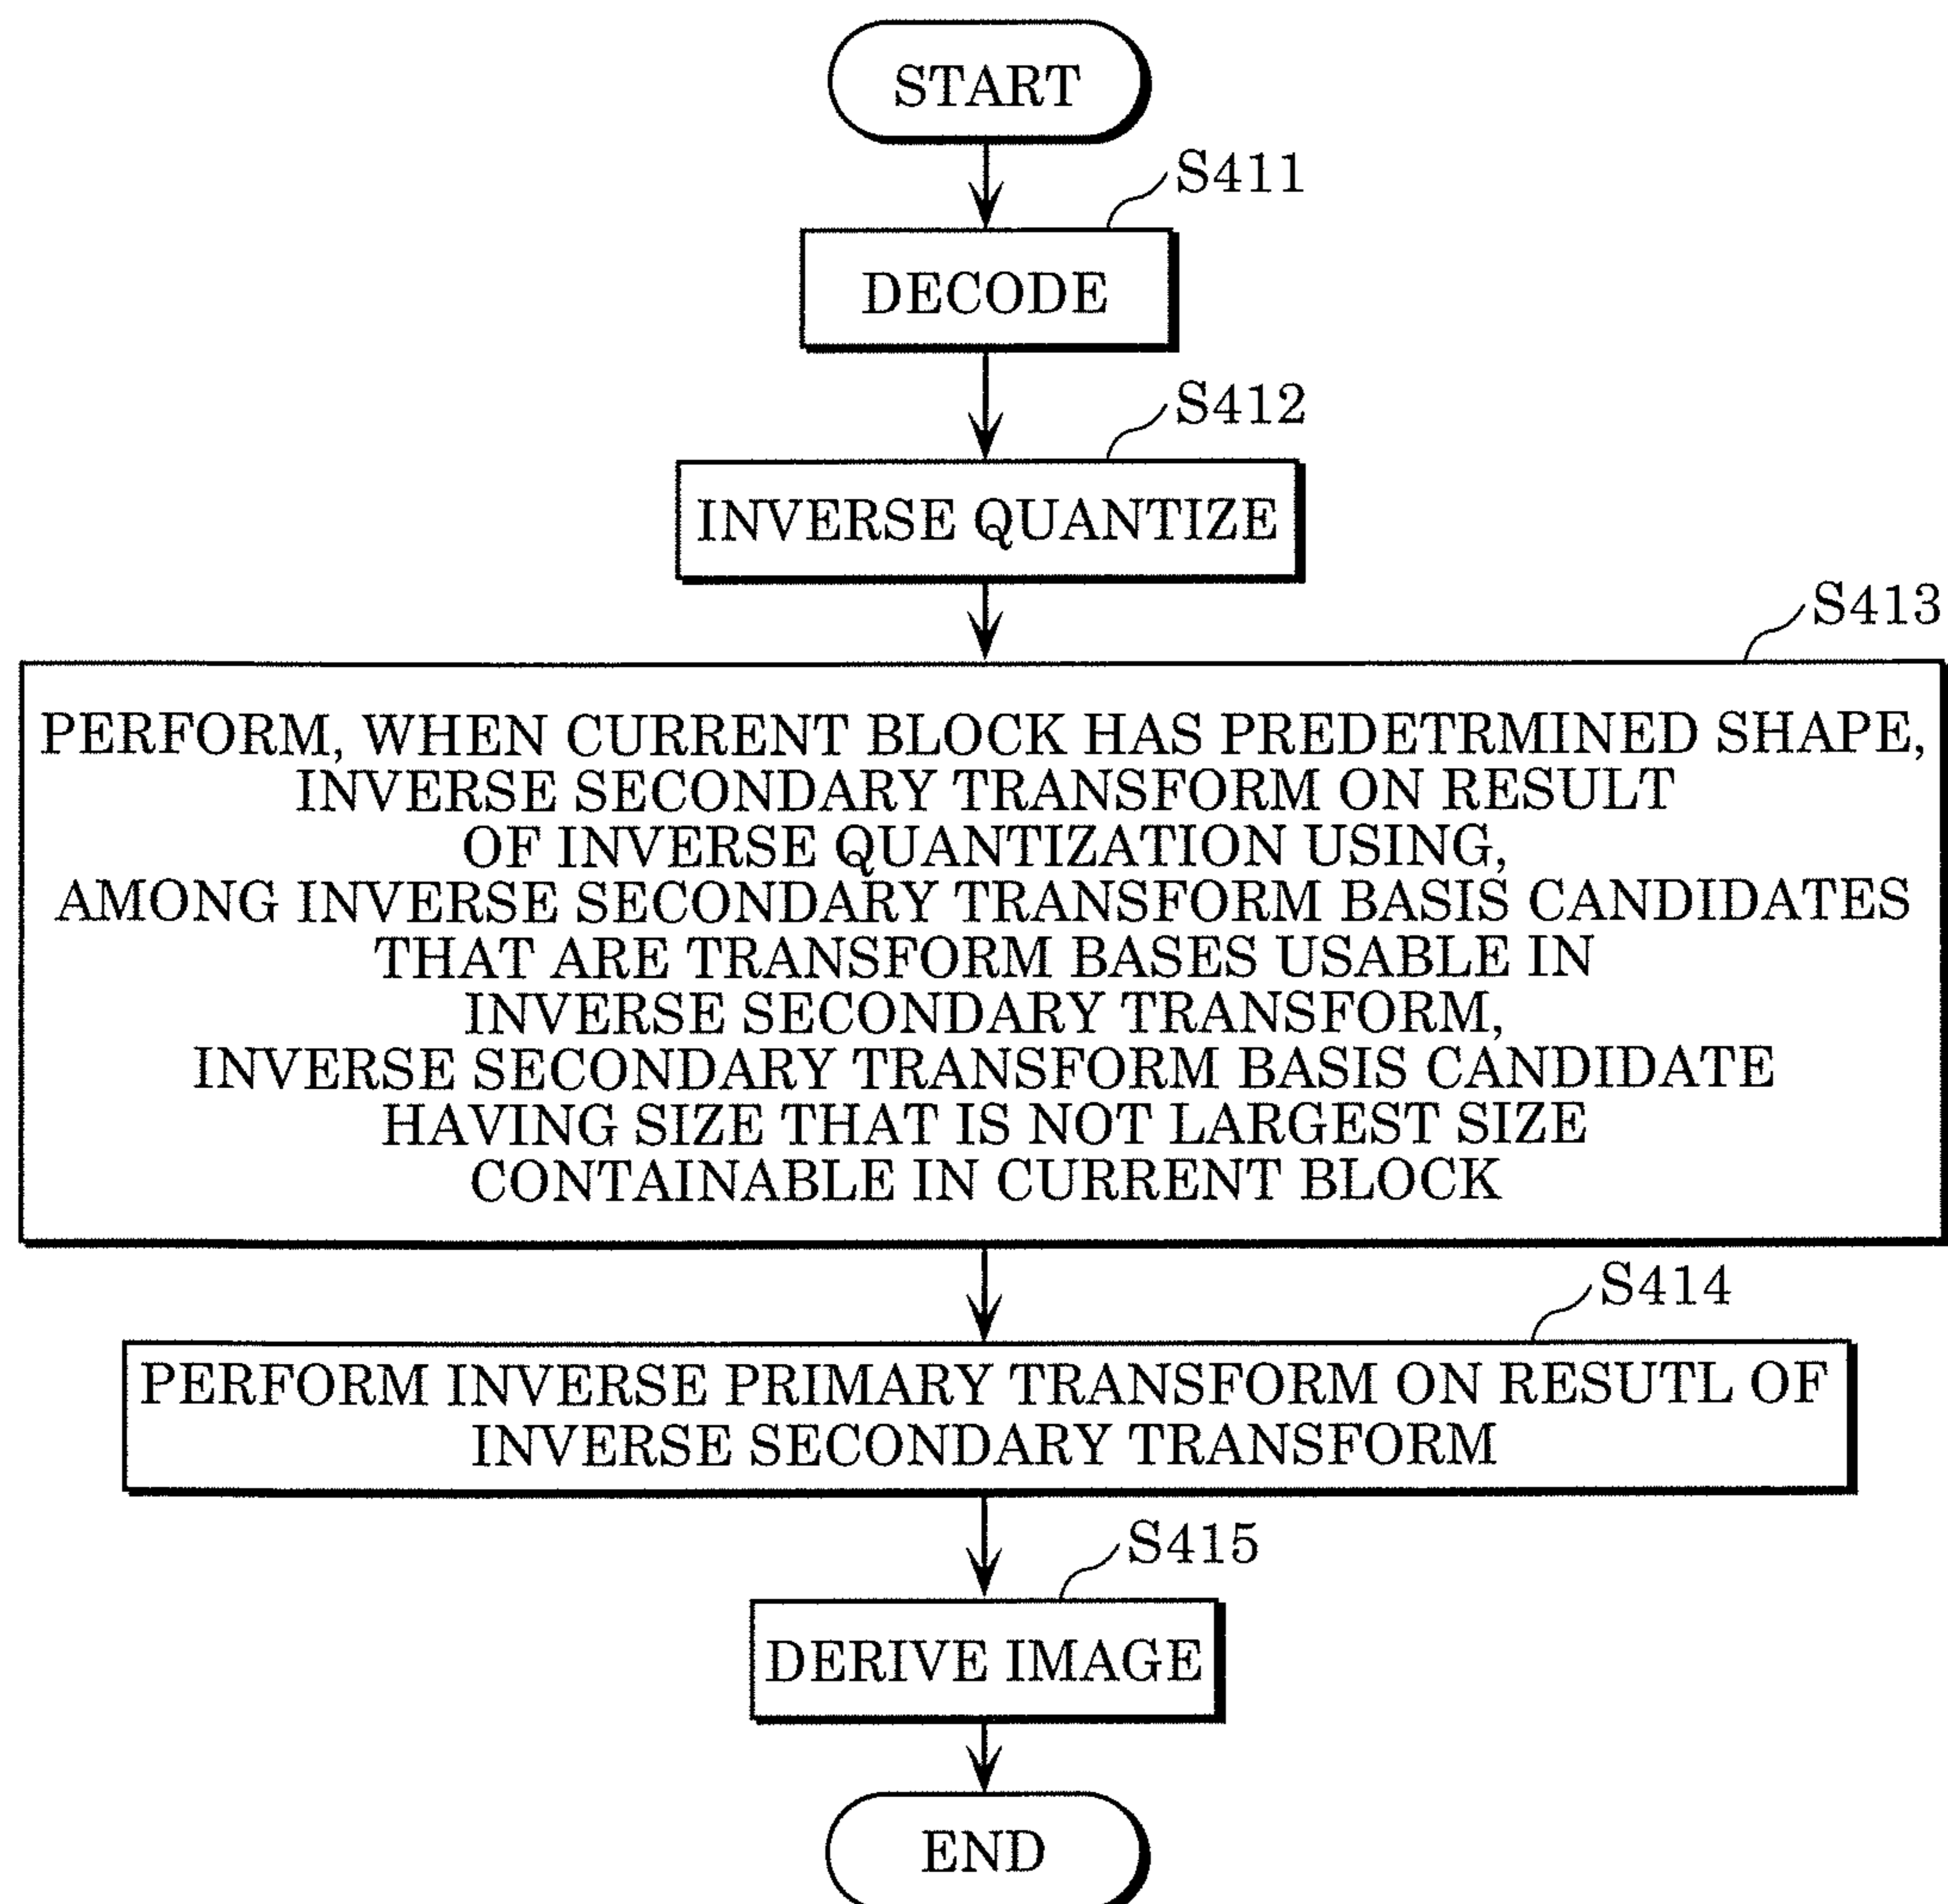 START
S411
DECODE
S412
INVERSE QUANTIZE
S413
PERFORM, WHEN CURRENT BLOCK HAS PREDETRMINED SHAPE,
INVERSE SECONDARY TRANSFORM ON RESULT
OF INVERSE QUANTIZATION USING,
AMONG INVERSE SECONDARY TRANSFORM BASIS CANDIDATES
THAT ARE TRANSFORM BASES USABLE IN
INVERSE SECONDARY TRANSFORM,
INVERSE SECONDARY TRANSFORM BASIS CANDIDATE
HAVING SIZE THAT IS NOT LARGEST SIZE
CONTAINABLE IN CURRENT BLOCK
S414
PERFORM INVERSE PRIMARY TRANSFORM ON RESUTL OF
INVERSE SECONDARY TRANSFORM
S415
DERIVE IMAGE
END